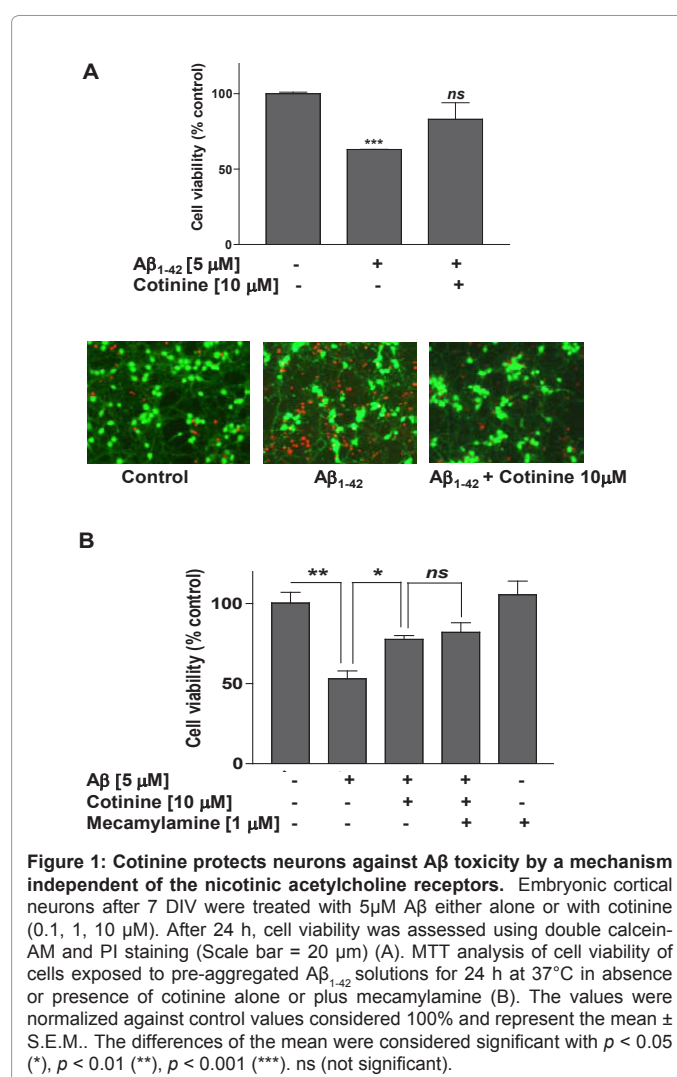 A
Cell viability (% control)
100
50
0
***
ns
Aβ1-42 [5 μM] - + +
Cotinine [10 μM] - - +
Control Aβ1-42 Aβ1-42 + Cotinine 10μM
B
Cell viability (% control)
100
50
0
** * ns
Aβ [5 μM] - + + + -
Cotinine [10 μM] - - + + -
Mecamylamine [1 μM] - - - + +
Figure 1: Cotinine protects neurons against Aβ toxicity by a mechanism
independent of the nicotinic acetylcholine receptors. Embryonic cortical
neurons after 7 DIV were treated with 5μM Aβ either alone or with cotinine
(0.1, 1, 10 μM). After 24 h, cell viability was assessed using double calcein-
AM and PI staining (Scale bar = 20 μm) (A). MTT analysis of cell viability of
cells exposed to pre-aggregated Aβ1-42 solutions for 24 h at 37°C in absence
or presence of cotinine alone or plus mecamylamine (B). The values were
normalized against control values considered 100% and represent the mean ±
S.E.M.. The differences of the mean were considered significant with p < 0.05
(*), p < 0.01 (**), p < 0.001 (***). ns (not significant).